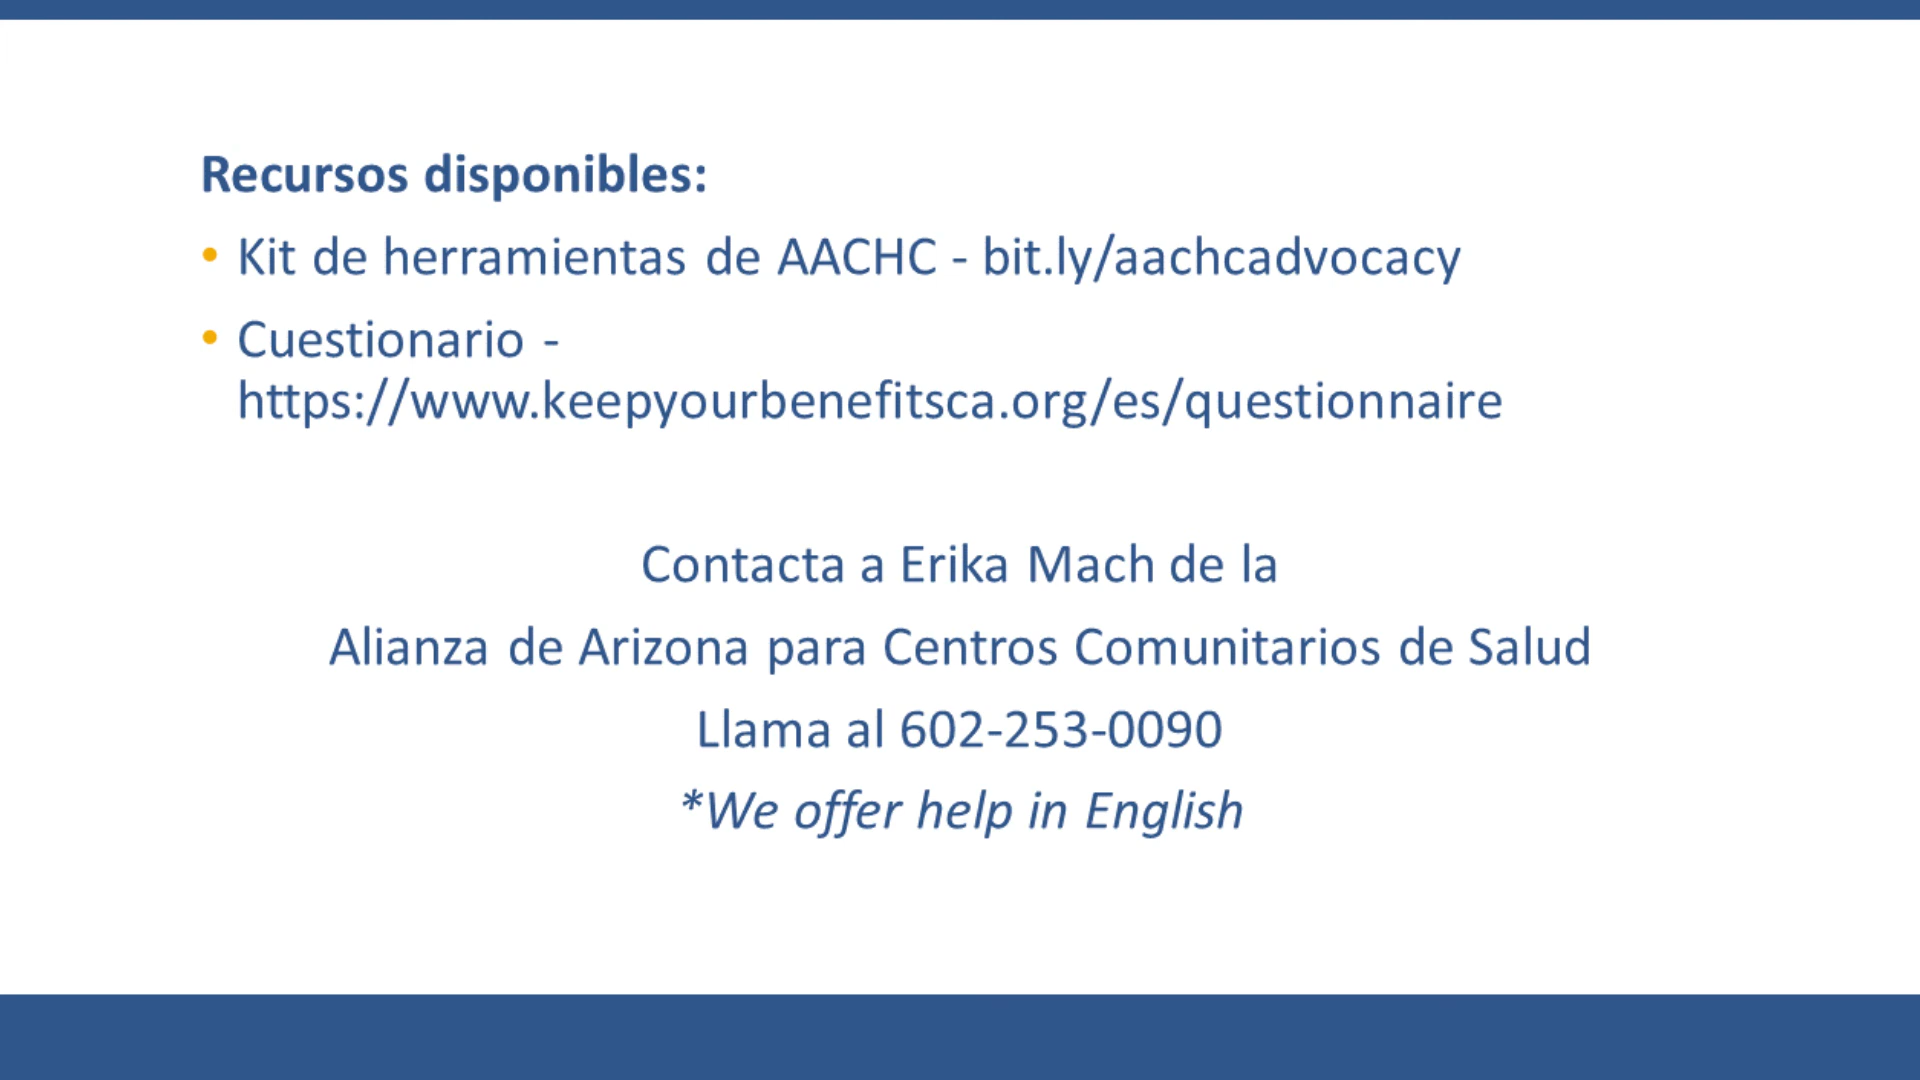 Recursos disponibles:
• Kit de herramientas de AACHC - bit.ly/aachcadvocacy
• Cuestionario -
https://www.keepyourbenefitsca.org/es/questionnaire
Contacta a Erika Mach de la
Alianza de Arizona para Centros Comunitarios de Salud
Llama al 602-253-0090
*We offer help in English